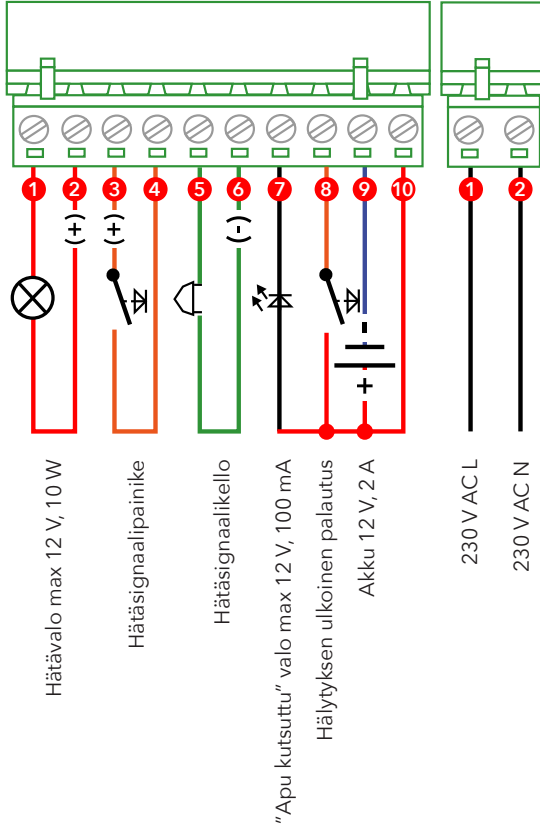 1 2 3 4 5 6 7 8 9 10
1 2
(+) (+) (-)
-
+
Hätävalo max 12 V, 10 W
Hätäsignaalipainike
Hätäsignaalikello
"Apu kutsuttu" valo max 12 V, 100 mA
Hälytyksen ulkoinen palautus
Akku 12 V, 2 A
230 V AC L
230 V AC N